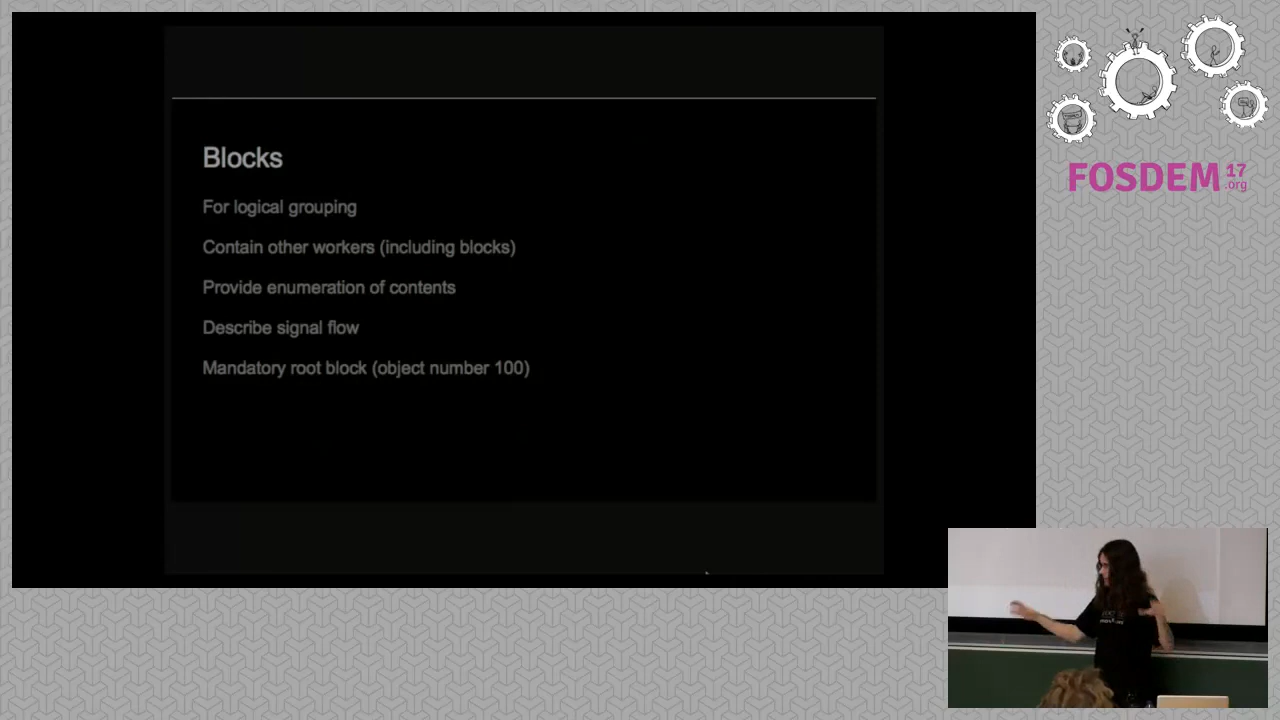 Blocks
For logical grouping
Contain other workers (including blocks)
Provide enumeration of contents
Describe signal flow
Mandatory root block (object number 100)
FOSDEM 17
.org